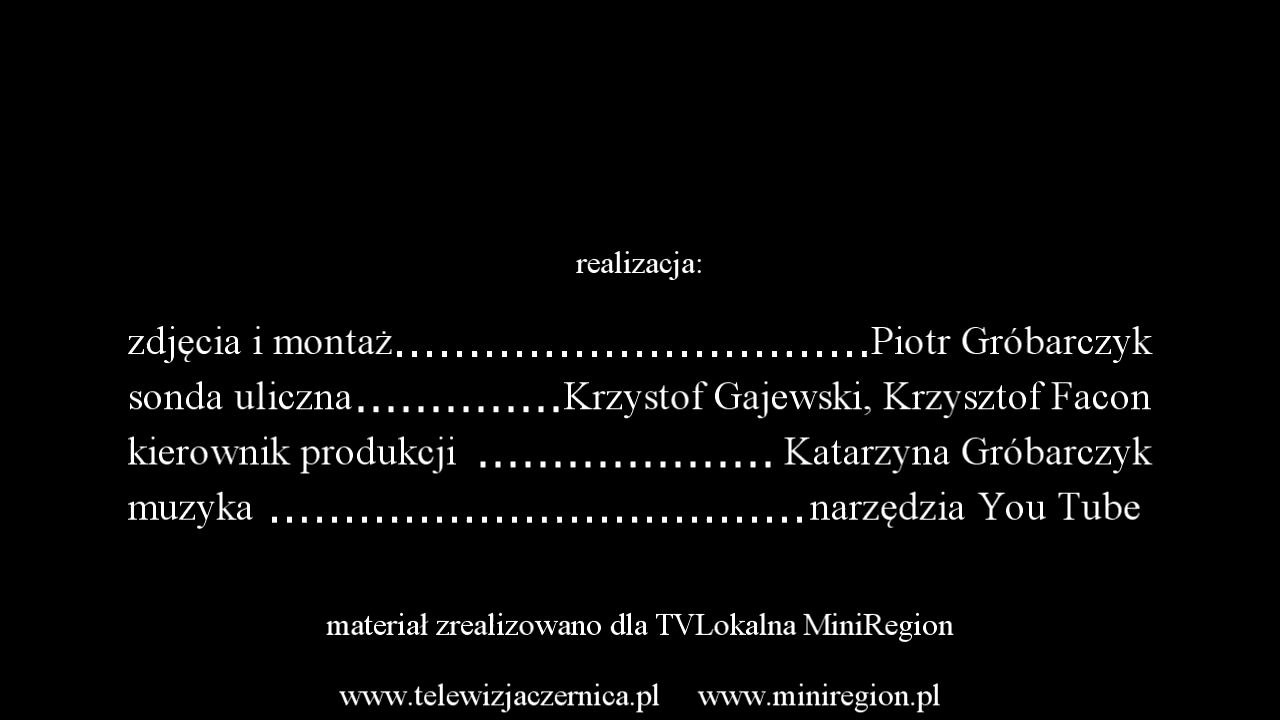 realizacja:
zdjęcia i montaż................................Piotr Gróbarczyk
sonda uliczna..............Krzystof Gajewski, Krzysztof Facon
kierownik produkcji .................... Katarzyna Gróbarczyk
muzyka ....................................narzędzia You Tube
materiał zrealizowano dla TVLokalna MiniRegion
www.telewizjaczernica.pl www.miniregion.pl